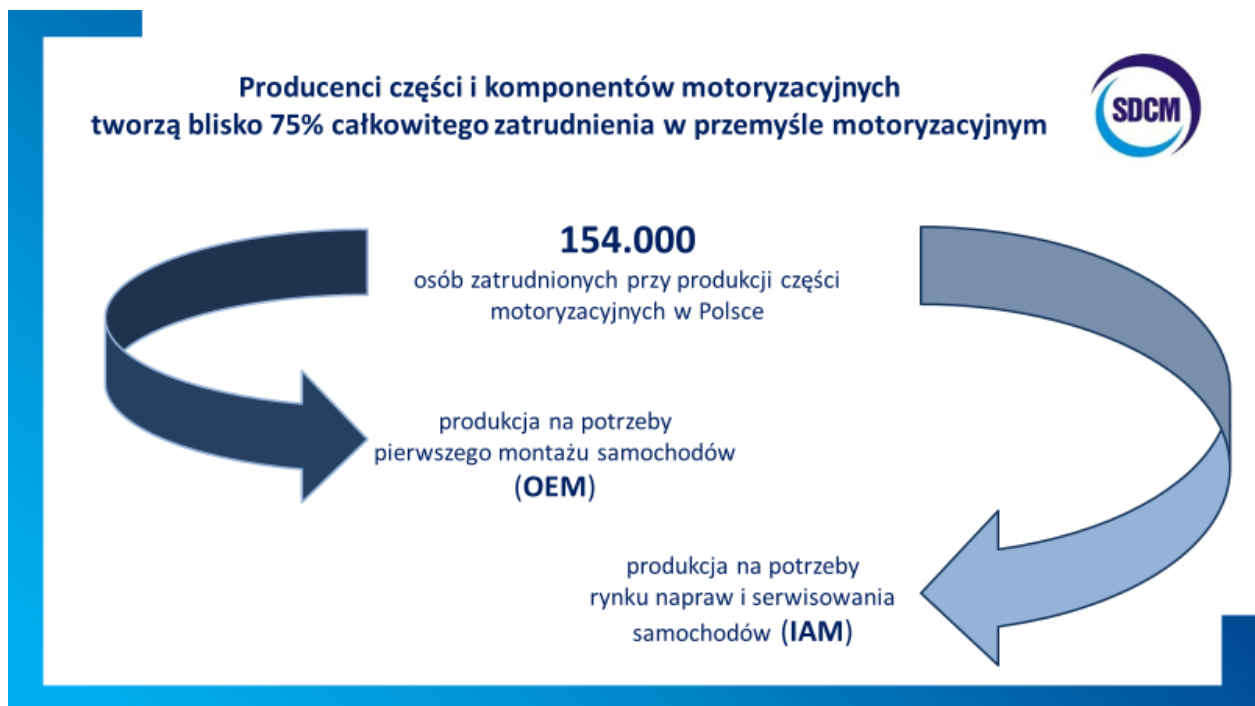 Producenci części i komponentów motoryzacyjnych
tworzą blisko 75% całkowitego zatrudnienia w przemyśle motoryzacyjnym
SDCM
154.000
osób zatrudnionych przy produkcji części
motoryzacyjnych w Polsce
produkcja na potrzeby
pierwszego montażu samochodów
(OEM)
produkcja na potrzeby
rynku napraw i serwisowania
samochodów (IAM)